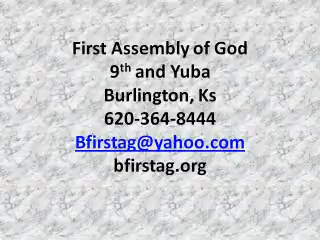 First Assembly of God
9th and Yuba
Burlington, Ks
620-364-8444
Bfirstag@yahoo.com
bfirstag.org